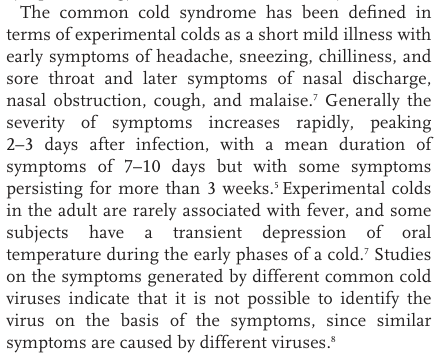 The common cold syndrome has been defined in
terms of experimental colds as a short mild illness with
early symptoms of headache, sneezing, chilliness, and
sore throat and later symptoms of nasal discharge,
nasal obstruction, cough, and malaise.⁷ Generally the
severity of symptoms increases rapidly, peaking
2–3 days after infection, with a mean duration of
symptoms of 7–10 days but with some symptoms
persisting for more than 3 weeks.⁵ Experimental colds
in the adult are rarely associated with fever, and some
subjects have a transient depression of oral
temperature during the early phases of a cold.⁷ Studies
on the symptoms generated by different common cold
viruses indicate that it is not possible to identify the
virus on the basis of the symptoms, since similar
symptoms are caused by different viruses.⁸